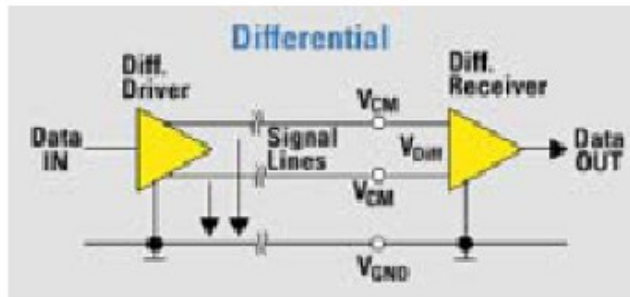 Differential
Diff.
Driver
Diff.
Receiver
VCM
Data
IN
Signal
Lines
VDiff
Data
OUT
VCM
VGND